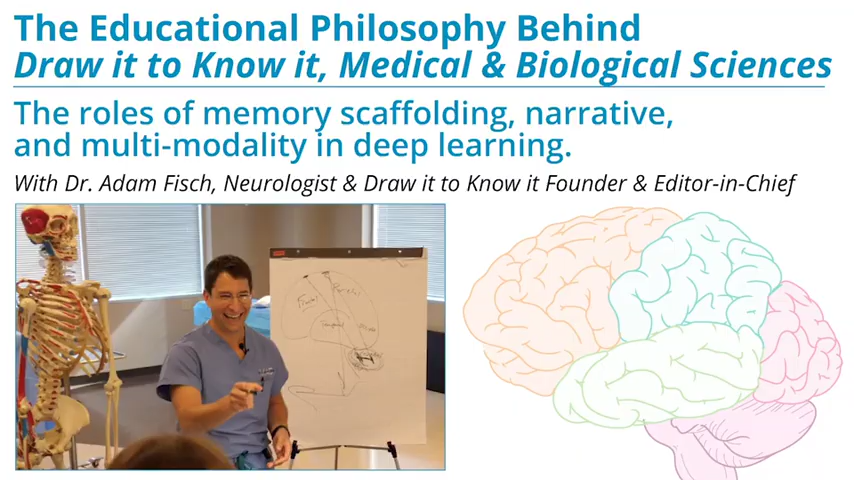 The Educational Philosophy Behind
Draw it to Know it, Medical & Biological Sciences
The roles of memory scaffolding, narrative,
and multi-modality in deep learning.
With Dr. Adam Fisch, Neurologist & Draw it to Know it Founder & Editor-in-Chief